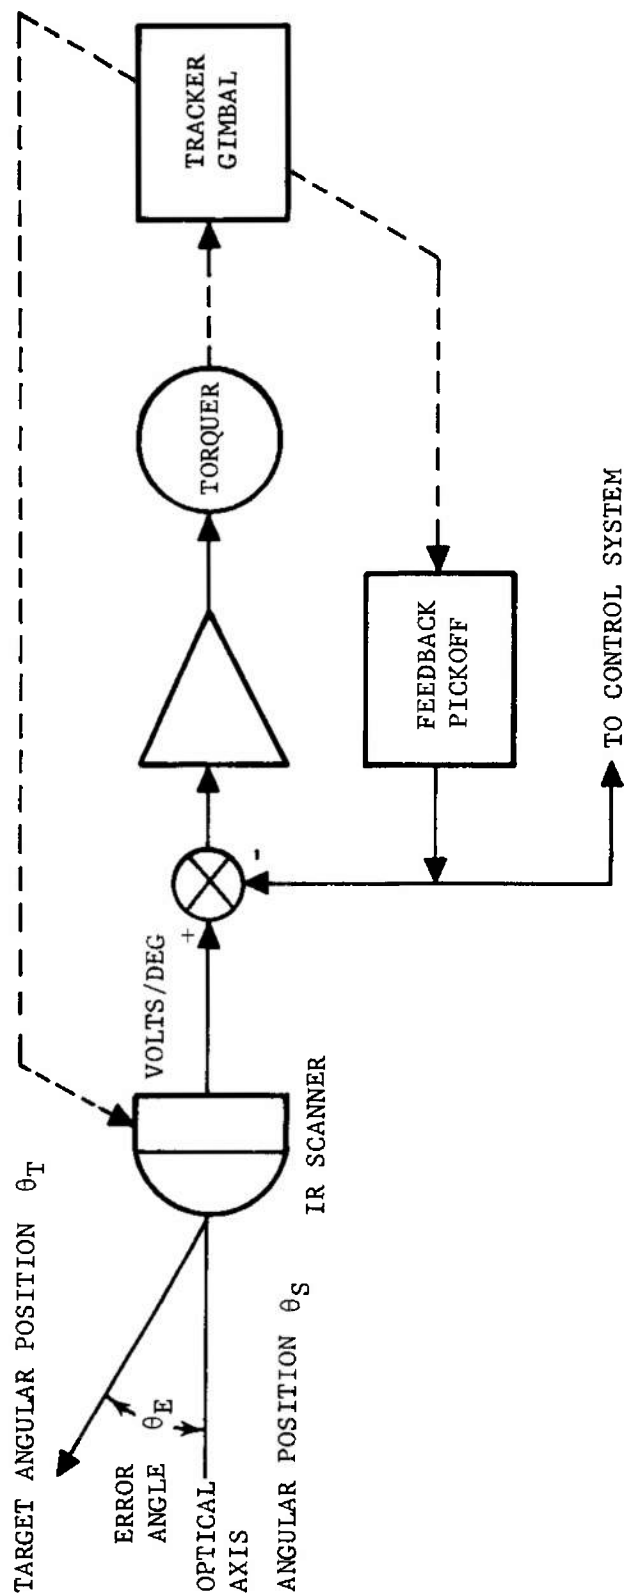 TARGET ANGULAR POSITION θT
ERROR
ANGLE
θE
OPTICAL
AXIS
ANGULAR POSITION θS
IR SCANNER
VOLTS/DEG
+
-
TORQUER
TRACKER
GIMBAL
FEEDBACK
PICKOFF
TO CONTROL SYSTEM